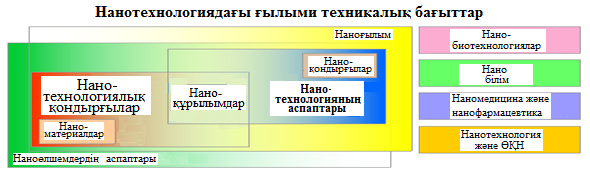 Нанотехнологиядағы ғылыми техникалық бағыттар
Наноғылым
Нано-
қондырғылар
Нано-
технологиялық
қондырғылар
Нано-
құрылымдар
Нано-
технологияның
аспаптары
Нано-
материалдар
Наноөлшемдердің аспаптары
Нано-
биотехнологиялар
Нано
білім
Наномедицина және
нанофармацевтика
Нанотехнология
және ӨҚН